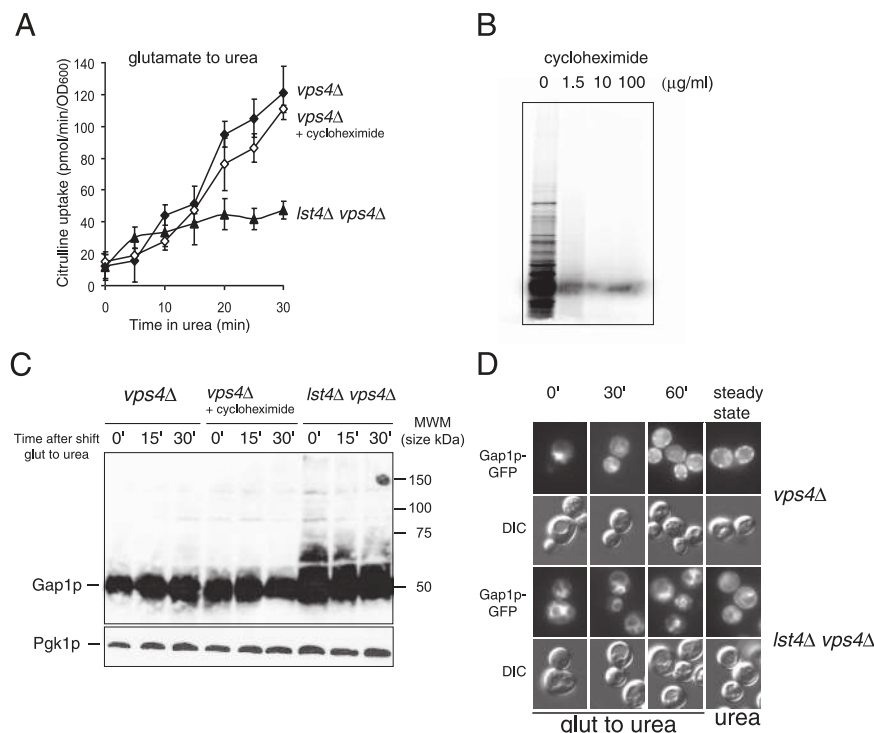 A
glutamate to urea
Citrulline uptake (pmol/min/OD600)
140
120
100
80
60
40
20
0
0 10 20 30
Time in urea (min)
vps4Δ
vps4Δ
+ cycloheximide
lst4Δ vps4Δ
B
cycloheximide
0 1.5 10 100 (µg/ml)
C
vps4Δ vps4Δ lst4Δ vps4Δ
+ cycloheximide
MWM
(size kDa)
Time after shift
glut to urea
0' 15' 30' 0' 15' 30' 0' 15' 30'
150
100
75
50
Gap1p
Pgk1p
D
0' 30' 60' steady
state
Gap1p-
GFP
vps4Δ
DIC
Gap1p-
GFP
lst4Δ vps4Δ
DIC
glut to urea urea